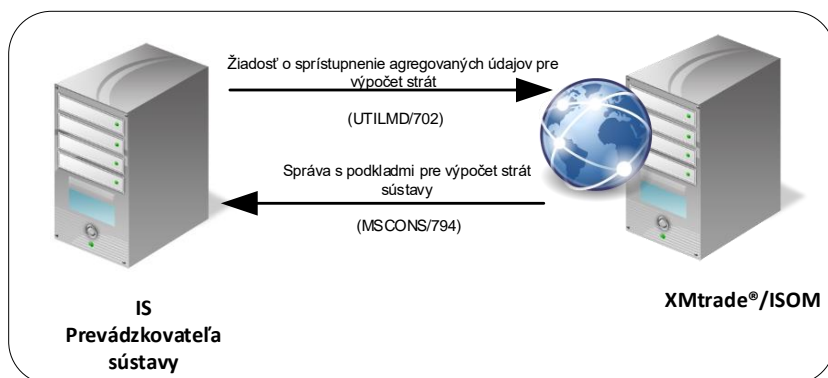 Žiadosť o sprístupnenie agregovaných údajov pre
výpočet strát
(UTILMD/702)
Správa s podkladmi pre výpočet strát
sústavy
(MSCONS/794)
IS
Prevádzkovateľa
sústavy
XMtrade®/ISOM